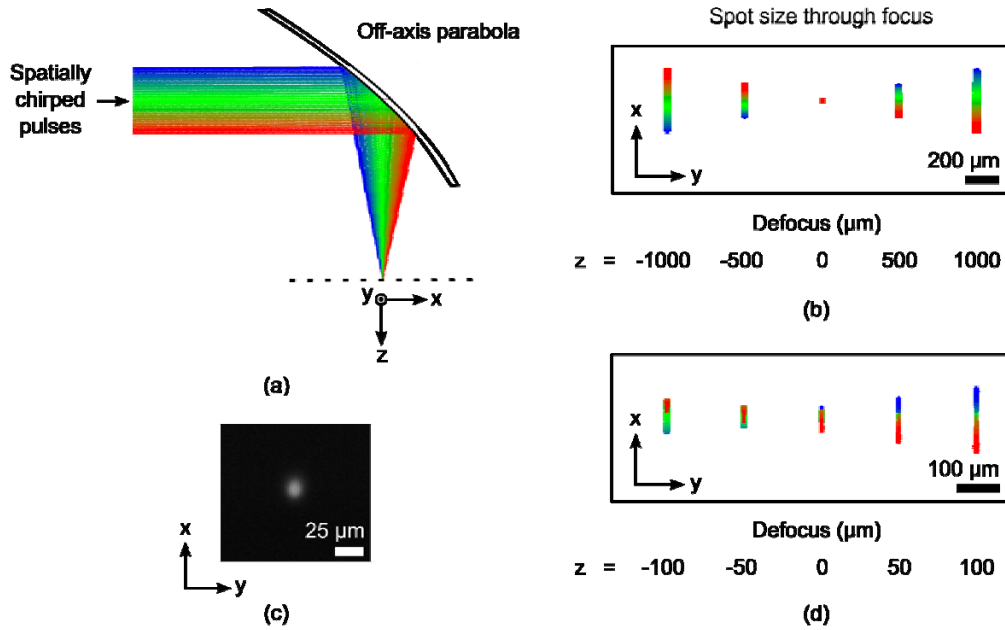 Off-axis parabola
Spatially
chirped
pulses
y
x
z
(a)
Spot size through focus
x
y
200 µm
Defocus (µm)
z = -1000 -500 0 500 1000
(b)
25 µm
x
y
(c)
x
y
100 µm
Defocus (µm)
z = -100 -50 0 50 100
(d)